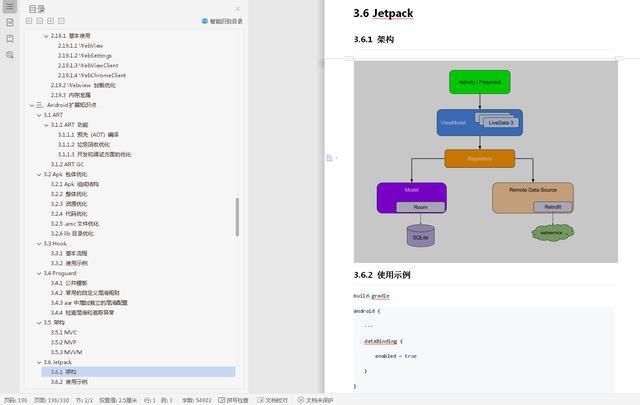 目录
智能识别目录
2.19.1 基本使用
2.19.1.1 WebView
2.19.1.2 WebSettings
2.19.1.3 WebViewClient
2.19.1.4 WebChromeClient
2.19.2 Webview 加载优化
2.19.3 内存泄漏
三、Android 扩展知识点
3.1 ART
3.1.1 ART 功能
3.1.1.1 预先 (AOT) 编译
3.1.1.2 垃圾回收优化
3.1.1.3 开发和调试方面的优化
3.1.2 ART GC
3.2 Apk 包体优化
3.2.1 Apk 组成结构
3.2.2 整体优化
3.2.3 资源优化
3.2.4 代码优化
3.2.5 .arsc 文件优化
3.2.6 lib 目录优化
3.3 Hook
3.3.1 基本流程
3.3.2 使用示例
3.4 Proguard
3.4.1 公共模板
3.4.2 常用的自定义混淆规则
3.4.3 aar 中增加独立的混淆配置
3.4.4 检查混淆和追踪异常
3.5 架构
3.5.1 MVC
3.5.2 MVP
3.5.3 MVVM
3.6 Jetpack
3.6.1 架构
3.6.2 使用示例
3.6 Jetpack
3.6.1 架构
Activity / Fragment
ViewModel
LiveData 3
Repository
Model
Room
Remote Data Source
Retrofit
SQLite
webservice
3.6.2 使用示例
build.gradle
android {
...
dataBinding {
enabled = true
}
}
页码: 196 页面: 196/330 节: 2/2 设置值: 2.5厘米 行: 1 列: 3 字数: 54802 拼写检查 文档校对 文档未保护